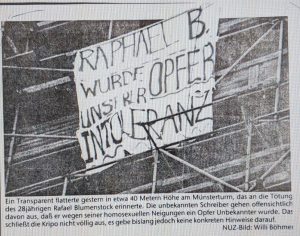 RAPHAEL B.
WURDE OPFER
UNSERER
INTOLERANZ
Ein Transparent flatterte gestern in etwa 40 Metern Höhe am Münsterturm, das an die Tötung
des 28jährigen Rafael Blumenstock erinnerte. Die unbekannten Schreiber gehen offensichtlich
davon aus, daß er wegen seiner homosexuellen Neigungen ein Opfer Unbekannter wurde. Das
schließt die Kripo nicht völlig aus, es gebe bislang jedoch keine konkreten Hinweise darauf.
NUZ-Bild: Willi Böhmer